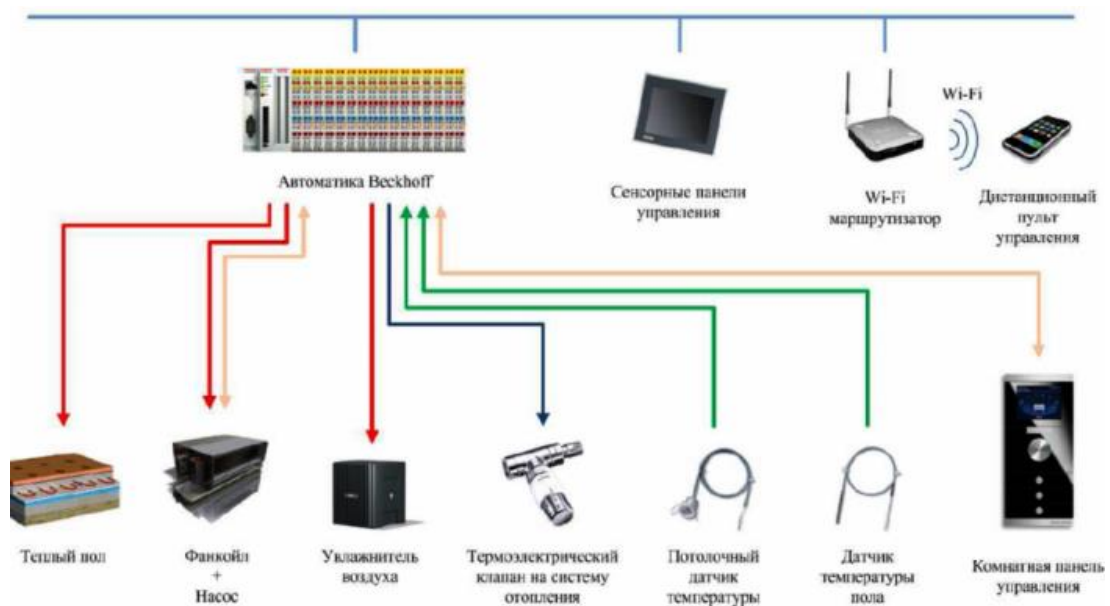 Wi-Fi
Автоматика Beckhoff
Сенсорные панели
управления
Wi-Fi
маршрутизатор
Дистанционный
пульт
управления
Теплый пол
Фанкойл
+
Насос
Увлажнитель
воздуха
Термоэлектрический
клапан на систему
отопления
Потолочный
датчик
температуры
Датчик
температуры
пола
Комнатная панель
управления